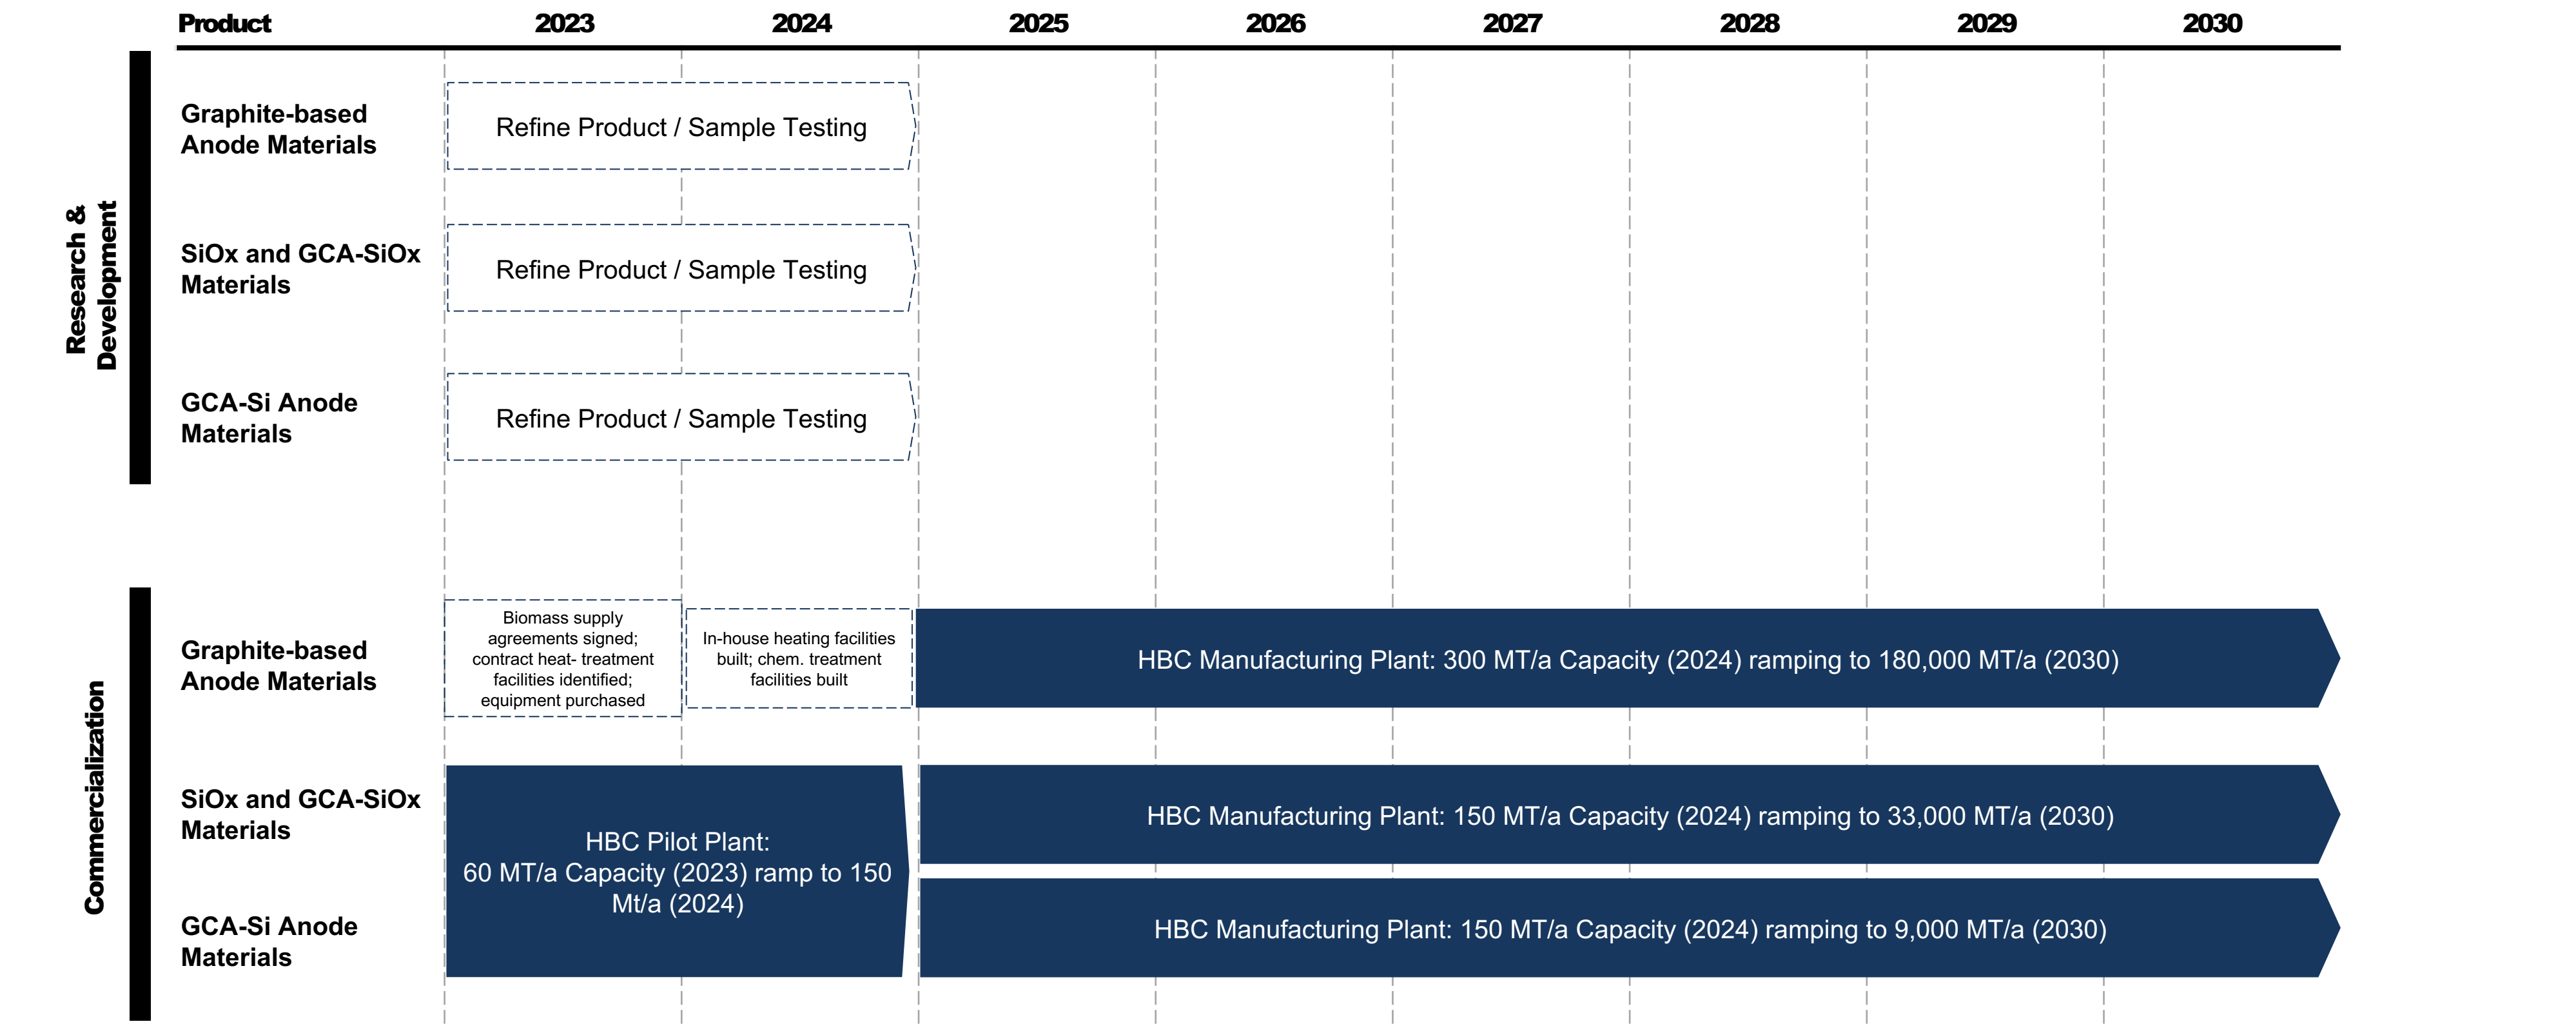 Product 2023 2024 2025 2026 2027 2028 2029 2030
Research &
Development
Graphite-based
Anode Materials
Refine Product / Sample Testing
SiOx and GCA-SiOx
Materials
Refine Product / Sample Testing
GCA-Si Anode
Materials
Refine Product / Sample Testing
Commercialization
Graphite-based
Anode Materials
Biomass supply
agreements signed;
contract heat- treatment
facilities identified;
equipment purchased
In-house heating facilities
built; chem. treatment
facilities built
HBC Manufacturing Plant: 300 MT/a Capacity (2024) ramping to 180,000 MT/a (2030)
SiOx and GCA-SiOx
Materials
HBC Pilot Plant:
60 MT/a Capacity (2023) ramp to 150
Mt/a (2024)
HBC Manufacturing Plant: 150 MT/a Capacity (2024) ramping to 33,000 MT/a (2030)
GCA-Si Anode
Materials
HBC Manufacturing Plant: 150 MT/a Capacity (2024) ramping to 9,000 MT/a (2030)